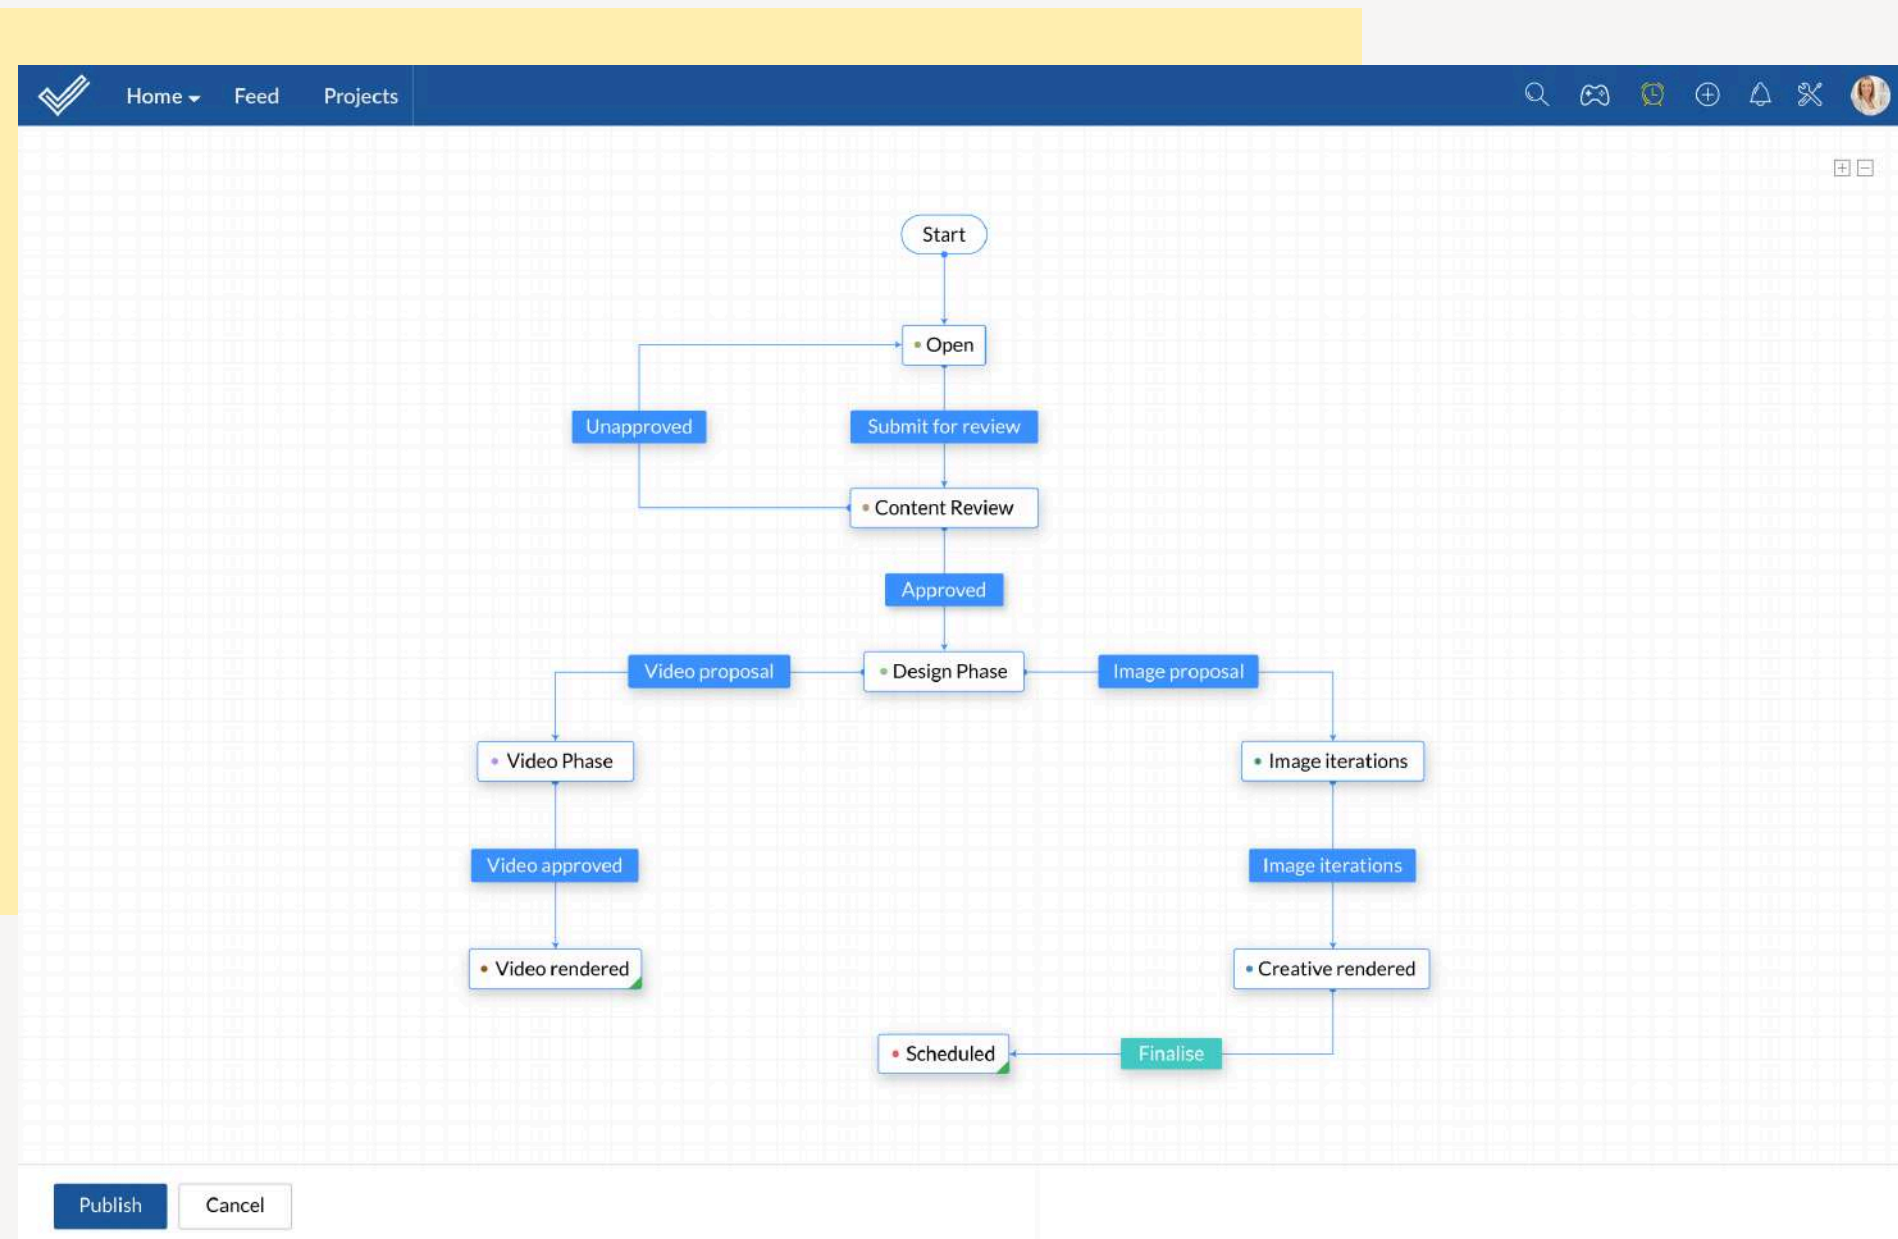 Home Feed Projects
Start
Open
Unapproved Submit for review
Content Review
Approved
Video proposal Design Phase Image proposal
Video Phase Image iterations
Video approved Image iterations
Video rendered Creative rendered
Scheduled Finalise
Publish Cancel